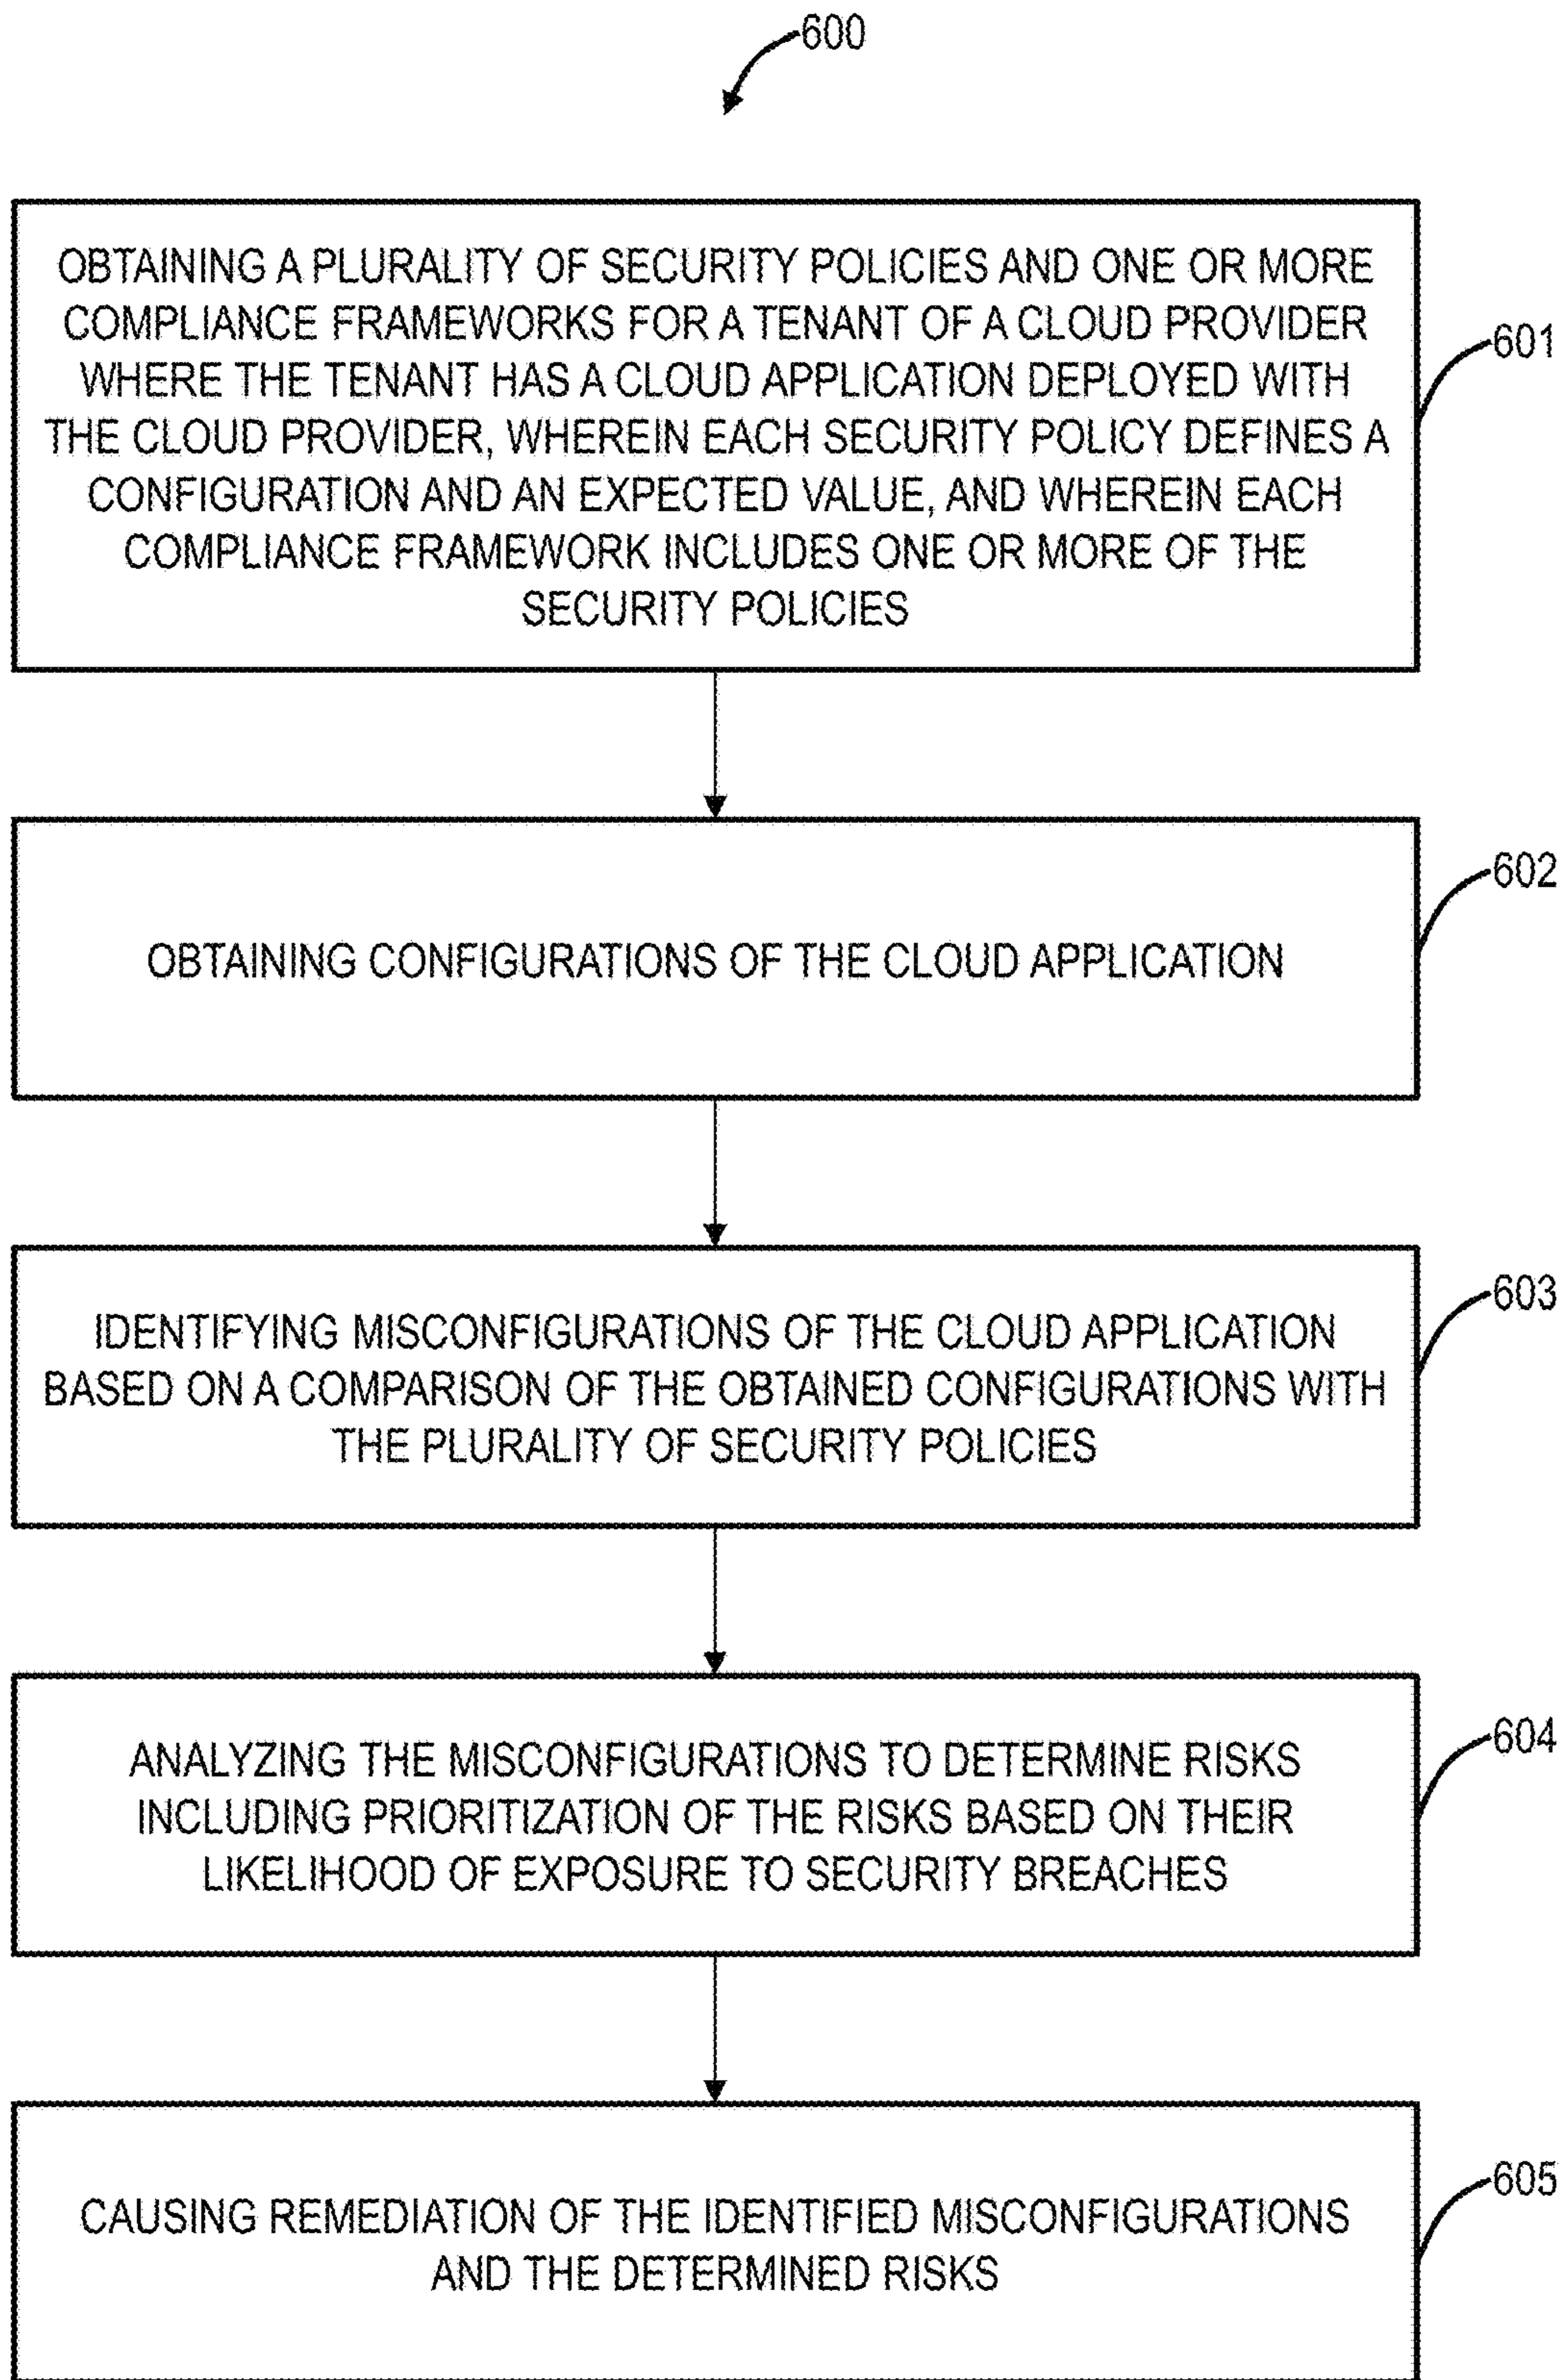 600
OBTAINING A PLURALITY OF SECURITY POLICIES AND ONE OR MORE
COMPLIANCE FRAMEWORKS FOR A TENANT OF A CLOUD PROVIDER
WHERE THE TENANT HAS A CLOUD APPLICATION DEPLOYED WITH
THE CLOUD PROVIDER, WHEREIN EACH SECURITY POLICY DEFINES A
CONFIGURATION AND AN EXPECTED VALUE, AND WHEREIN EACH
COMPLIANCE FRAMEWORK INCLUDES ONE OR MORE OF THE
SECURITY POLICIES
601
OBTAINING CONFIGURATIONS OF THE CLOUD APPLICATION
602
IDENTIFYING MISCONFIGURATIONS OF THE CLOUD APPLICATION
BASED ON A COMPARISON OF THE OBTAINED CONFIGURATIONS WITH
THE PLURALITY OF SECURITY POLICIES
603
ANALYZING THE MISCONFIGURATIONS TO DETERMINE RISKS
INCLUDING PRIORITIZATION OF THE RISKS BASED ON THEIR
LIKELIHOOD OF EXPOSURE TO SECURITY BREACHES
604
CAUSING REMEDIATION OF THE IDENTIFIED MISCONFIGURATIONS
AND THE DETERMINED RISKS
605